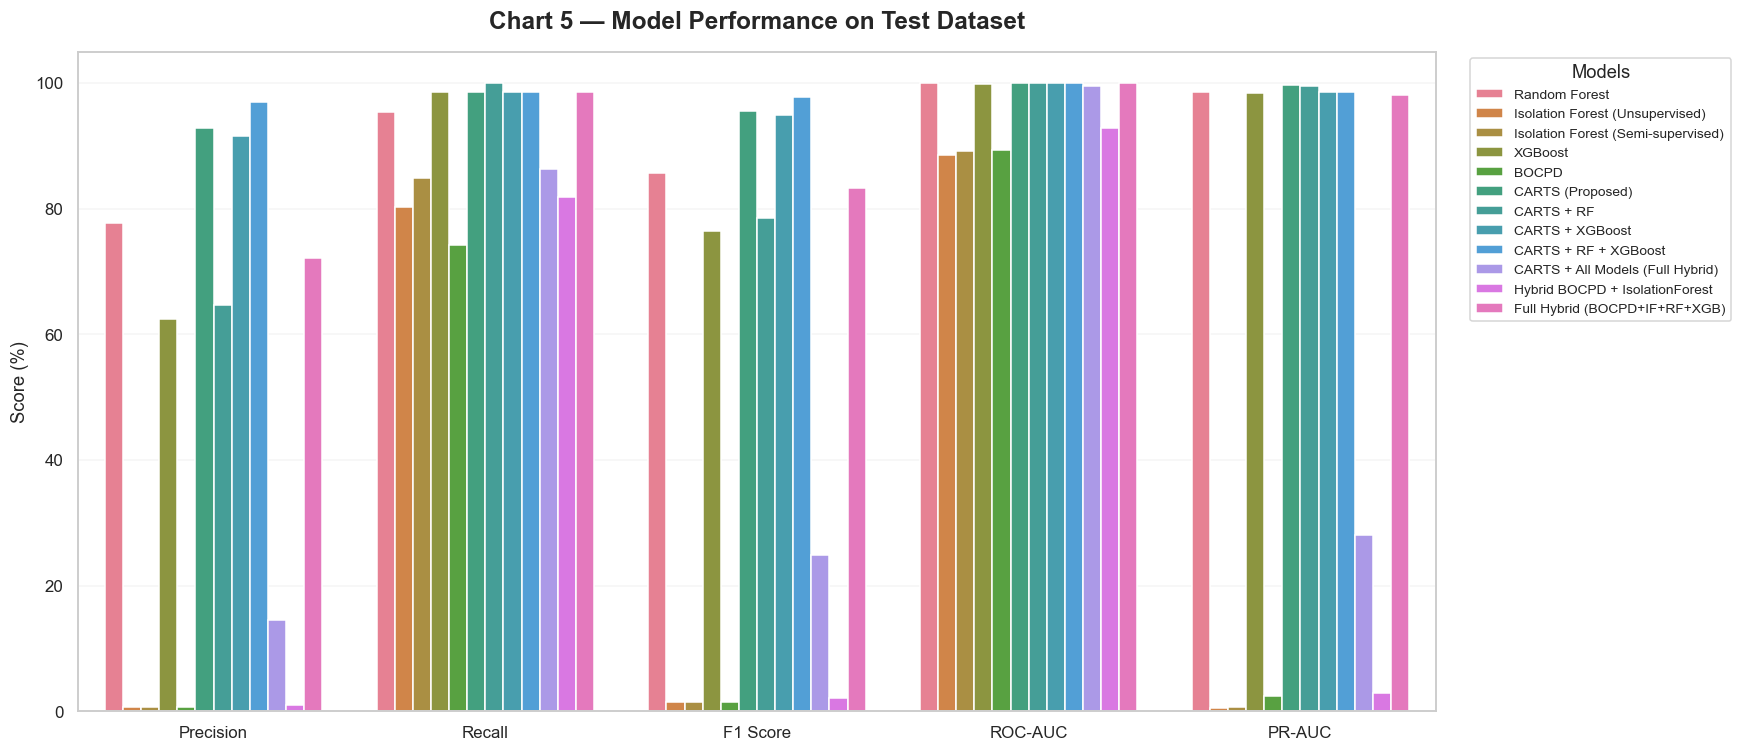 Chart 5 — Model Performance on Test Dataset
Score (%)
100
80
60
40
20
0
Precision
Recall
F1 Score
ROC-AUC
PR-AUC
Models
Random Forest
Isolation Forest (Unsupervised)
Isolation Forest (Semi-supervised)
XGBoost
BOCPD
CARTS (Proposed)
CARTS + RF
CARTS + XGBoost
CARTS + RF + XGBoost
CARTS + All Models (Full Hybrid)
Hybrid BOCPD + IsolationForest
Full Hybrid (BOCPD+IF+RF+XGB)